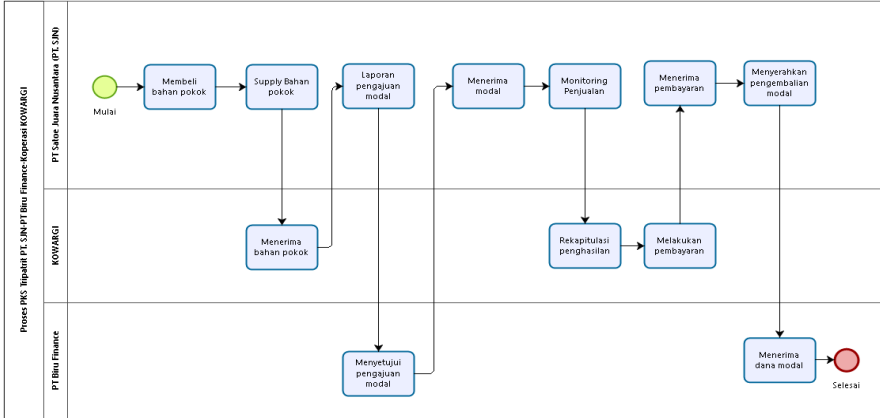 Proses PKS Tripatrit PT. SJN-PT Biru Finance-Koperasi KOWARGI
PT Satoe Juara Nusantara (PT. SJN)
Mulai
Membeli
bahan pokok
Supply Bahan
pokok
Laporan
pengajuan
modal
Menerima
modal
Monitoring
Penjualan
Menerima
pembayaran
Menyerahkan
pengembalian
modal
KOWARGI
Menerima
bahan pokok
Rekapitulasi
penghasilan
Melakukan
pembayaran
PT Biru Finance
Menyetujui
pengajuan
modal
Menerima
dana modal
Selesai